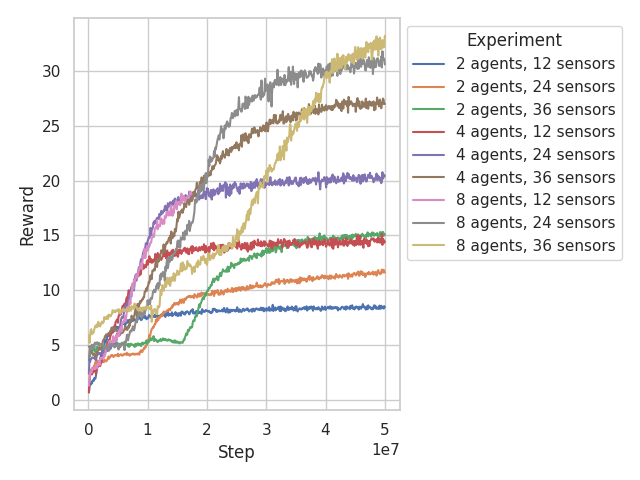 Experiment
2 agents, 12 sensors
2 agents, 24 sensors
2 agents, 36 sensors
4 agents, 12 sensors
4 agents, 24 sensors
4 agents, 36 sensors
8 agents, 12 sensors
8 agents, 24 sensors
8 agents, 36 sensors
Reward
30
25
20
15
10
5
0
0 1 2 3 4 5
1e7
Step